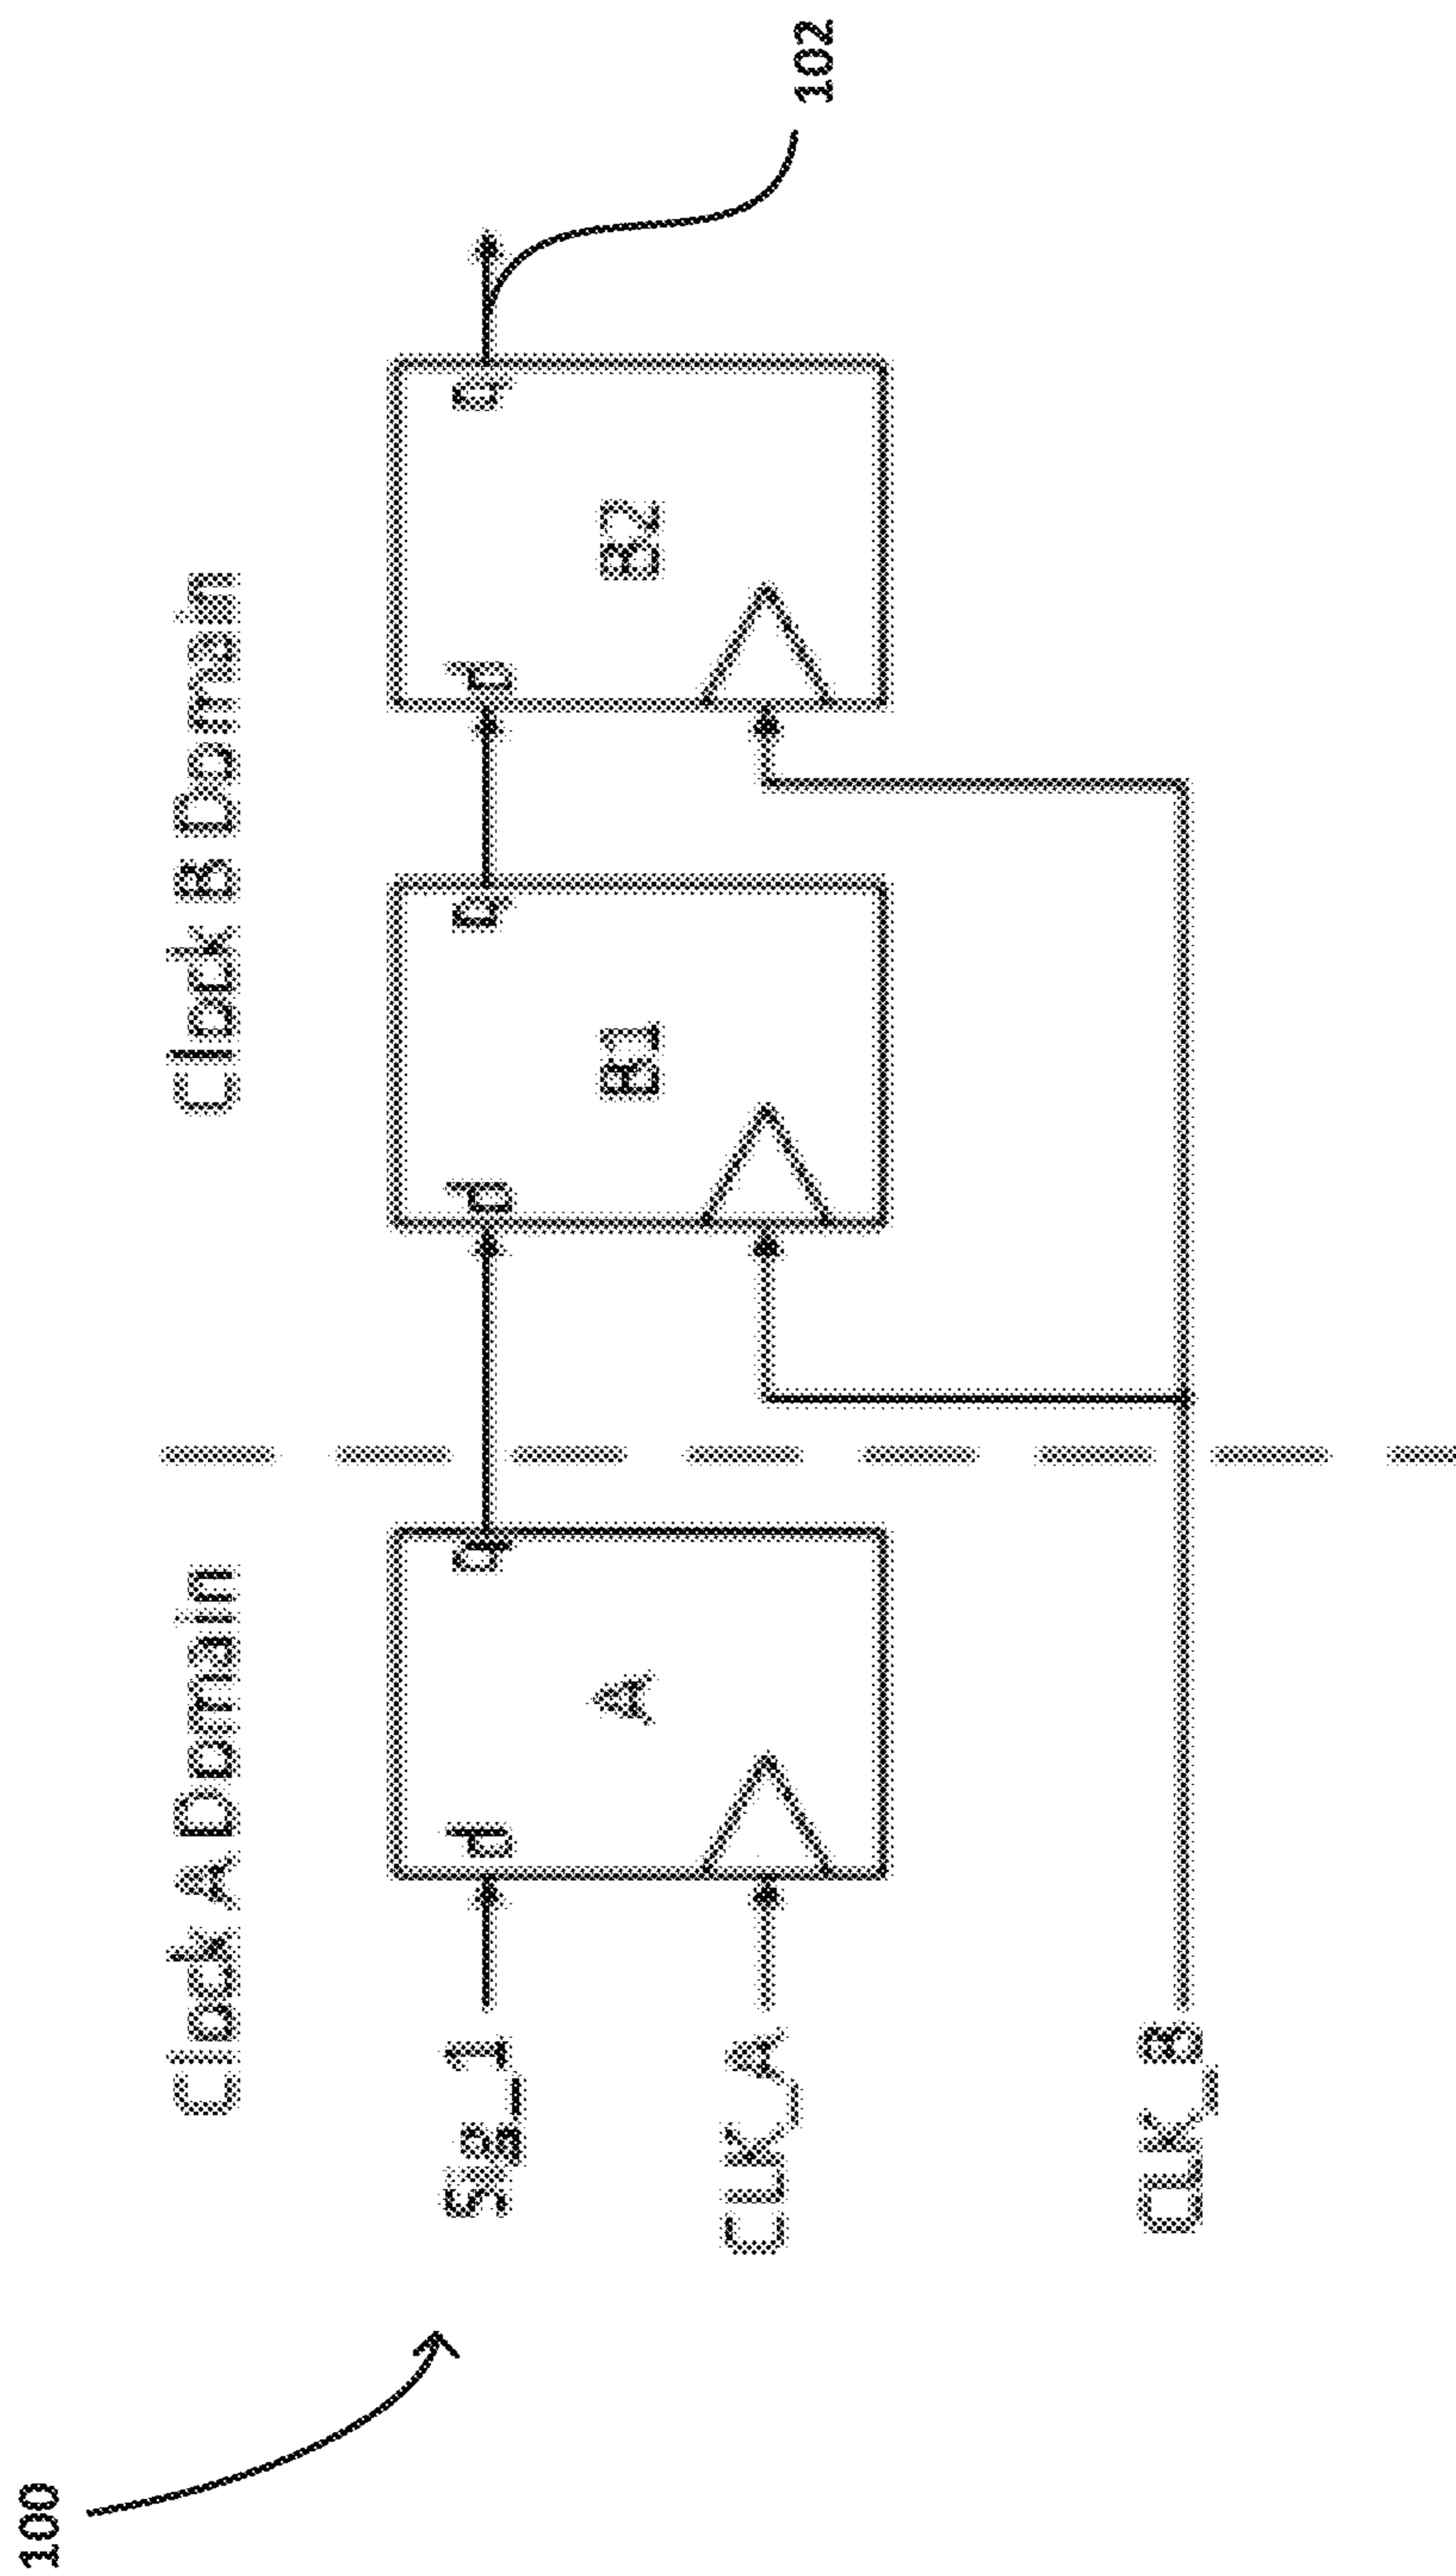 100
Clock A Domain
Clock B Domain
Sig_1
d
q
A
CLK_A
d
q
B1
d
q
B2
102
CLK_B